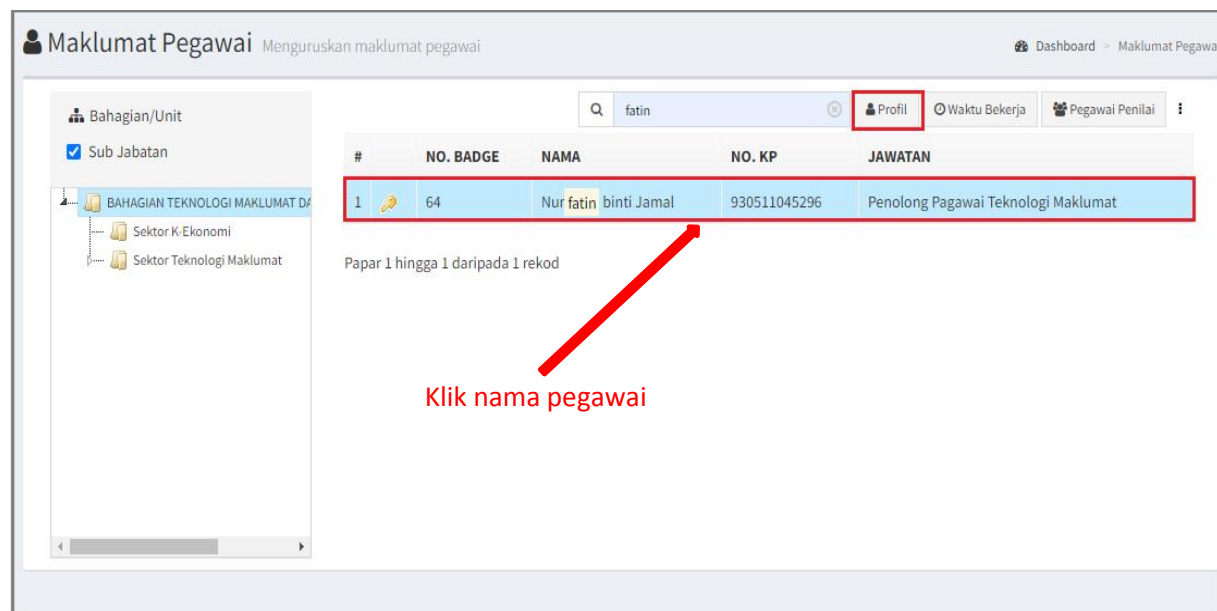 Maklumat Pegawai Menguruskan maklumat pegawai
Dashboard > Maklumat Pegawa
Bahagian/Unit
Sub Jabatan
BAHAGIAN TEKNOLOGI MAKLUMAT DA
Sektor K-Ekonomi
Sektor Teknologi Maklumat
fatin Profil Waktu Bekerja Pegawai Penilai
# NO. BADGE NAMA NO. KP JAWATAN
1 64 Nur fatin binti Jamal 930511045296 Penolong Pagawai Teknologi Maklumat
Papar 1 hingga 1 daripada 1 rekod
Klik nama pegawai